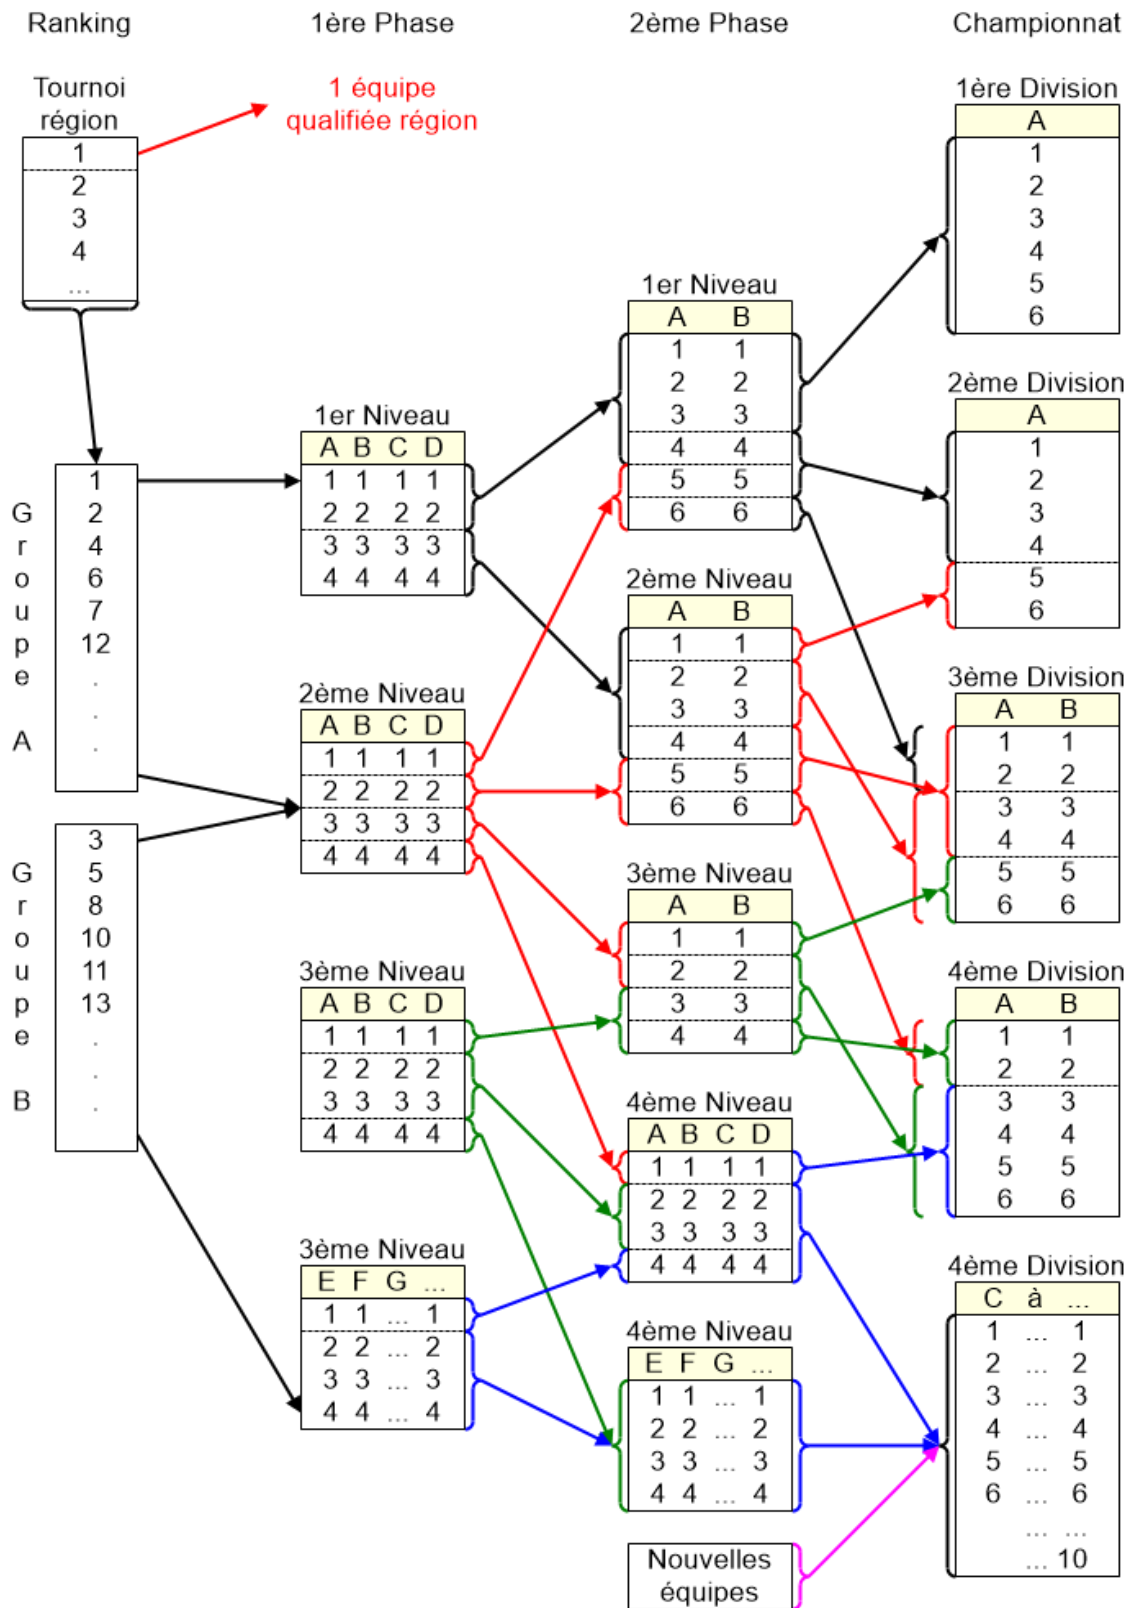 Ranking
1ère Phase
2ème Phase
Championnat
Tournoi
région
1
2
3
4
...
1 équipe
qualifiée région
Groupe A
1
2
4
6
7
12
.
.
.
Groupe B
3
5
8
10
11
13
.
.
.
1er Niveau
A B C D
1 1 1 1
2 2 2 2
3 3 3 3
4 4 4 4
2ème Niveau
A B C D
1 1 1 1
2 2 2 2
3 3 3 3
4 4 4 4
3ème Niveau
A B C D
1 1 1 1
2 2 2 2
3 3 3 3
4 4 4 4
3ème Niveau
E F G ...
1 1 ... 1
2 2 ... 2
3 3 ... 3
4 4 ... 4
1er Niveau
A B
1 1
2 2
3 3
4 4
5 5
6 6
2ème Niveau
A B
1 1
2 2
3 3
4 4
5 5
6 6
3ème Niveau
A B
1 1
2 2
3 3
4 4
4ème Niveau
A B C D
1 1 1 1
2 2 2 2
3 3 3 3
4 4 4 4
4ème Niveau
E F G ...
1 1 ... 1
2 2 ... 2
3 3 ... 3
4 4 ... 4
Nouvelles
équipes
1ère Division
A
1
2
3
4
5
6
2ème Division
A
1
2
3
4
5
6
3ème Division
A B
1 1
2 2
3 3
4 4
5 5
6 6
4ème Division
A B
1 1
2 2
3 3
4 4
5 5
6 6
4ème Division
C à ...
1 ... 1
2 ... 2
3 ... 3
4 ... 4
5 ... 5
6 ... 6
... ...
... 10